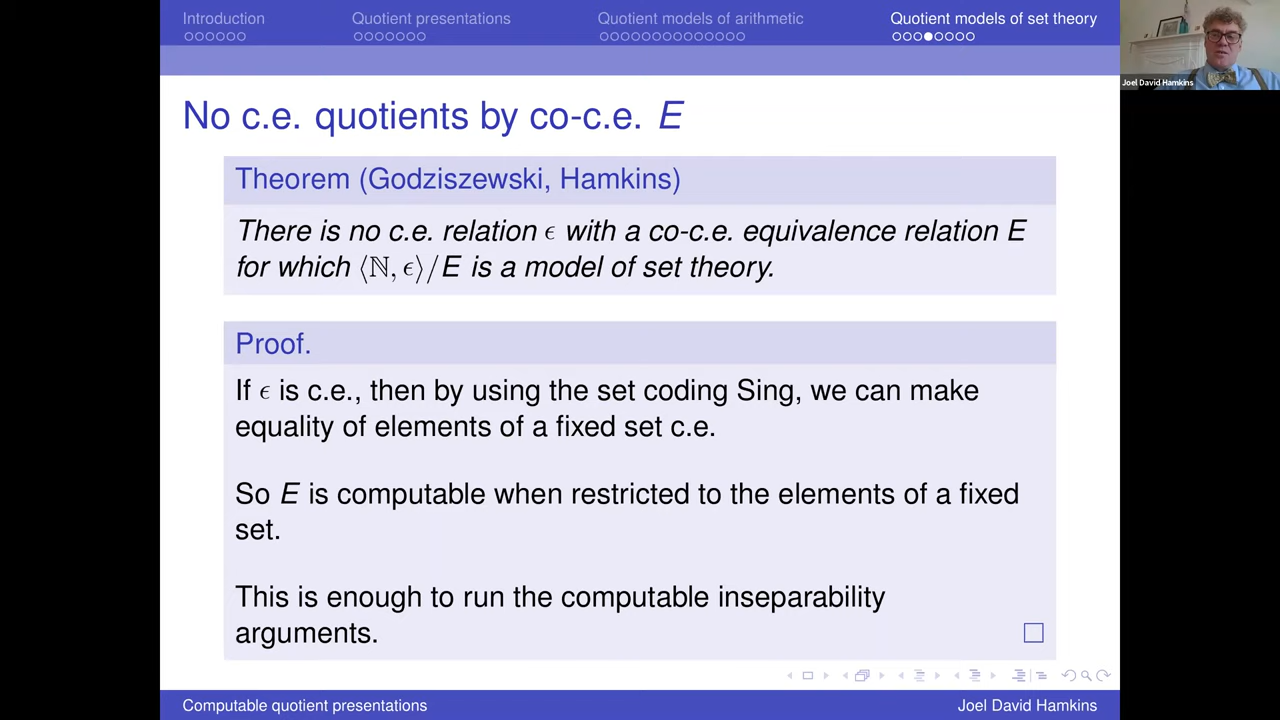 Introduction Quotient presentations Quotient models of arithmetic Quotient models of set theory
Joel David Hamkins
No c.e. quotients by co-c.e. E
Theorem (Godziszewski, Hamkins)
There is no c.e. relation ϵ with a co-c.e. equivalence relation E
for which ⟨ℕ, ϵ⟩/E is a model of set theory.
Proof.
If ϵ is c.e., then by using the set coding Sing, we can make
equality of elements of a fixed set c.e.
So E is computable when restricted to the elements of a fixed
set.
This is enough to run the computable inseparability
arguments.
Computable quotient presentations Joel David Hamkins